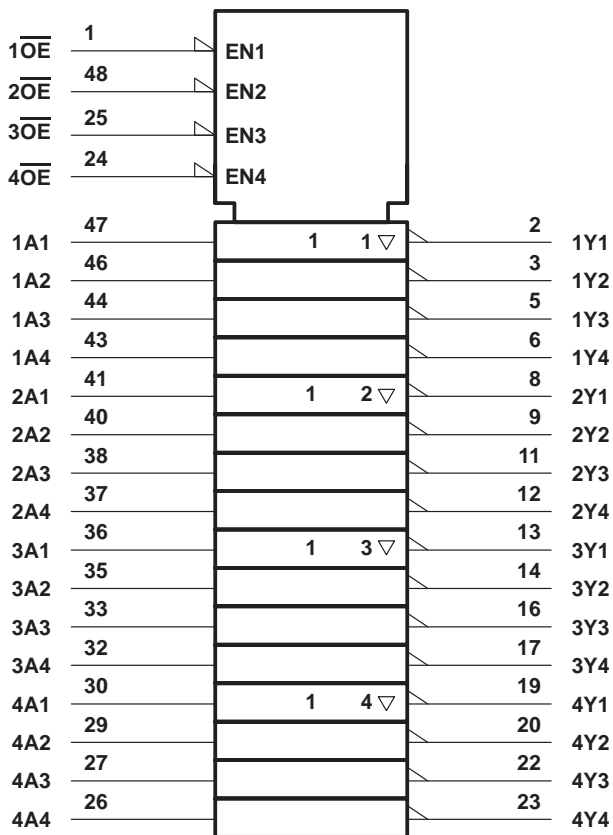 1O̅E̅ 1 EN1
2O̅E̅ 48 EN2
3O̅E̅ 25 EN3
4O̅E̅ 24 EN4
1A1 47 1 1 ▽ 2 1Y1
1A2 46 3 1Y2
1A3 44 5 1Y3
1A4 43 6 1Y4
2A1 41 1 2 ▽ 8 2Y1
2A2 40 9 2Y2
2A3 38 11 2Y3
2A4 37 12 2Y4
3A1 36 1 3 ▽ 13 3Y1
3A2 35 14 3Y2
3A3 33 16 3Y3
3A4 32 17 3Y4
4A1 30 1 4 ▽ 19 4Y1
4A2 29 20 4Y2
4A3 27 22 4Y3
4A4 26 23 4Y4